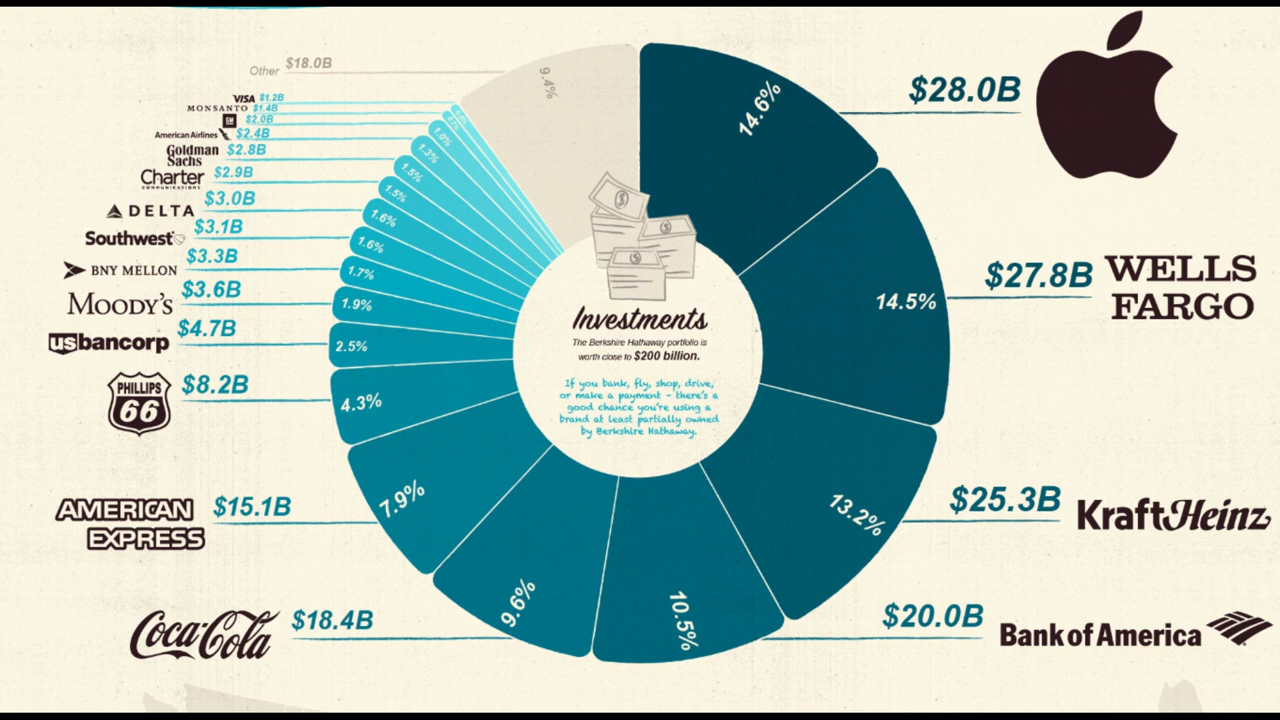 14.6%
$28.0B
14.5%
$27.8B
WELLS
FARGO
13.2%
$25.3B
KraftHeinz
10.5%
$20.0B
Bank of America
9.6%
$18.4B
Coca-Cola
7.9%
$15.1B
AMERICAN
EXPRESS
4.3%
$8.2B
PHILLIPS
66
2.5%
$4.7B
usbancorp
1.9%
$3.6B
MOODY'S
1.7%
$3.3B
BNY MELLON
1.6%
$3.1B
Southwest
1.6%
$3.0B
DELTA
1.5%
$2.9B
Charter
COMMUNICATIONS
1.5%
$2.8B
Goldman
Sachs
1.3%
$2.4B
American Airlines
1.0%
$2.0B
GM
$1.4B
MONSANTO
$1.2B
VISA
9.4%
Other $18.0B
Investments
The Berkshire Hathaway portfolio is
worth close to $200 billion.
If you bank, fly, shop, drive,
or make a payment – there's a
good chance you're using a
brand at least partially owned
by Berkshire Hathaway.